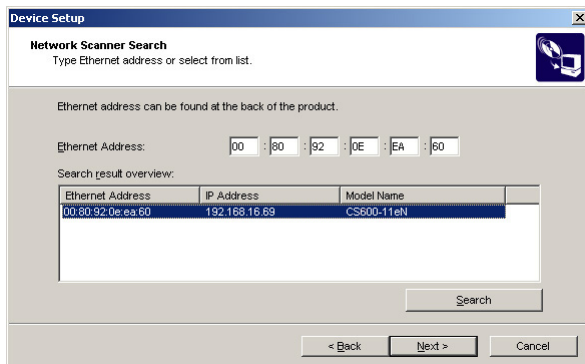 Device Setup
Network Scanner Search
Type Ethernet address or select from list.
Ethernet address can be found at the back of the product.
Ethernet Address: 00 : 80 : 92 : 0E : EA : 60
Search result overview:
Ethernet Address IP Address Model Name
00:80:92:0e:ea:60 192.168.16.69 CS600-11eN
Search
< Back Next > Cancel